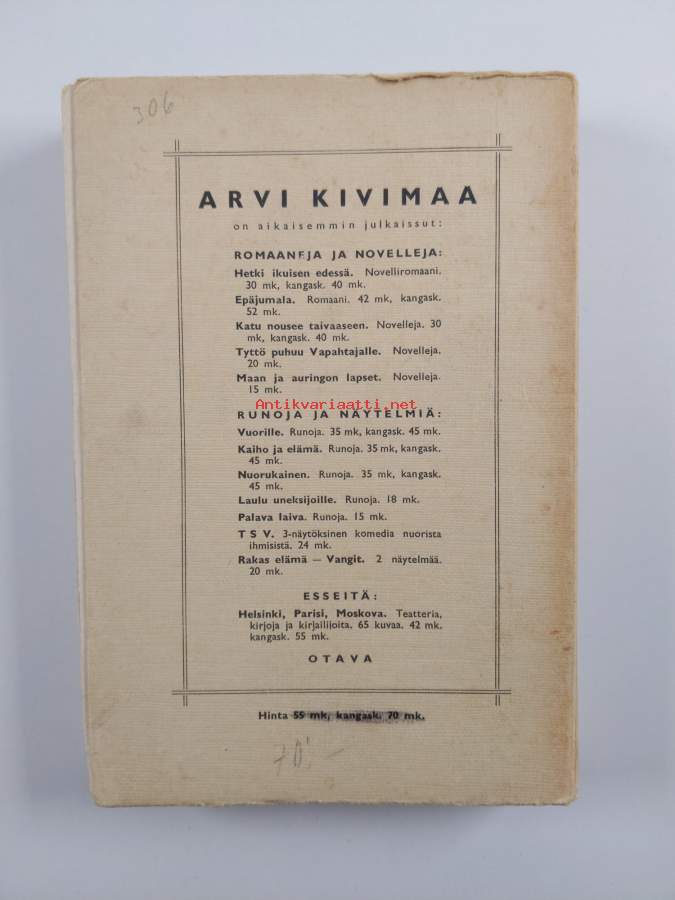 306
ARVI KIVIMAA
on aikaisemmin julkaissut:
ROMAANEJA JA NOVELLEJA:
Hetki ikuisen edessä. Novelliromaani.
30 mk, kangask. 40 mk.
Epäjumala. Romaani. 42 mk, kangask.
52 mk.
Katu nousee taivaaseen. Novelleja. 30
mk, kangask. 40 mk.
Tyttö puhuu Vapahtajalle. Novelleja.
20 mk.
Maan ja auringon lapset. Novelleja.
15 mk.
Antikvariaatti.net
RUNOJA JA NÄYTELMIÄ:
Vuorille. Runoja. 35 mk, kangask. 45 mk.
Kaiho ja elämä. Runoja. 35 mk, kangask.
45 mk.
Nuorukainen. Runoja. 35 mk, kangask.
45 mk.
Laulu uneksijoille. Runoja. 18 mk.
Palava laiva. Runoja. 15 mk.
T S V. 3-näytöksinen komedia nuorista
ihmisistä. 24 mk.
Rakas elämä — Vangit. 2 näytelmää.
20 mk.
ESSEITÄ:
Helsinki, Parisi, Moskova. Teatteria,
kirjoja ja kirjailijoita. 65 kuvaa. 42 mk.
kangask. 55 mk.
OTAVA
Hinta 55 mk, kangask. 70 mk.
70'—